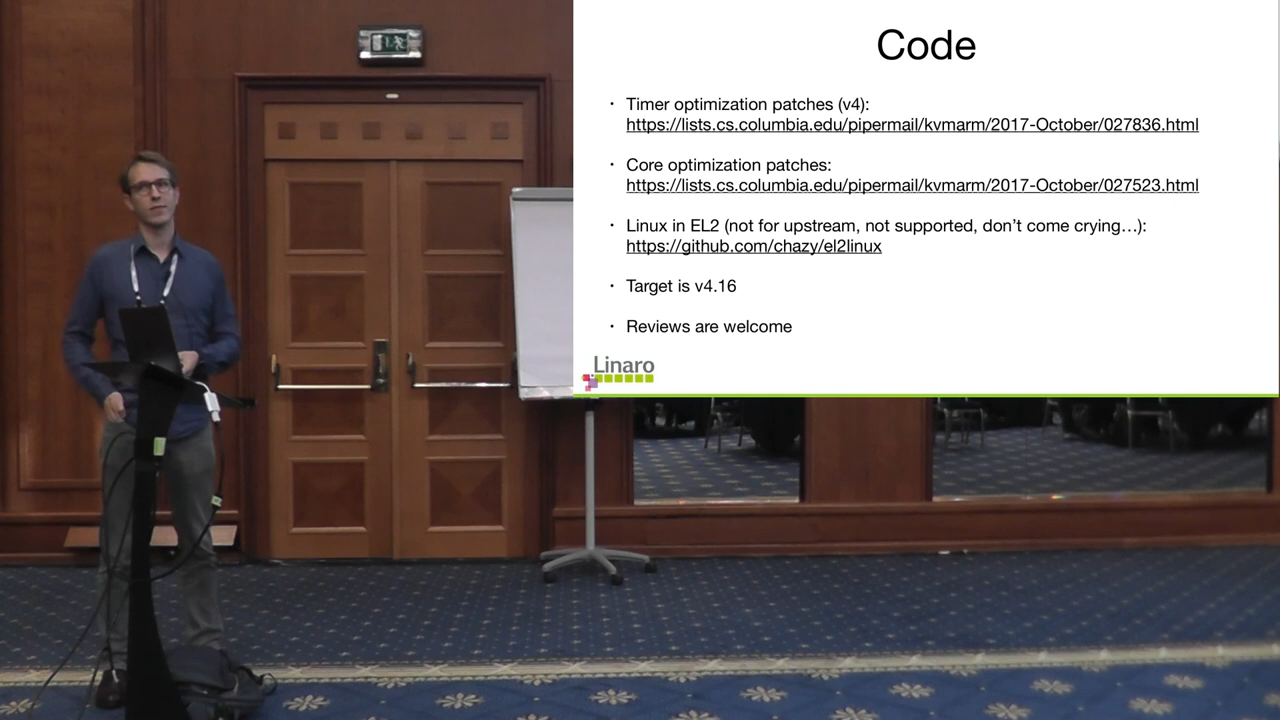 Code
• Timer optimization patches (v4):
https://lists.cs.columbia.edu/pipermail/kvmarm/2017-October/027836.html
• Core optimization patches:
https://lists.cs.columbia.edu/pipermail/kvmarm/2017-October/027523.html
• Linux in EL2 (not for upstream, not supported, don’t come crying…):
https://github.com/chazy/el2linux
• Target is v4.16
• Reviews are welcome
Linaro